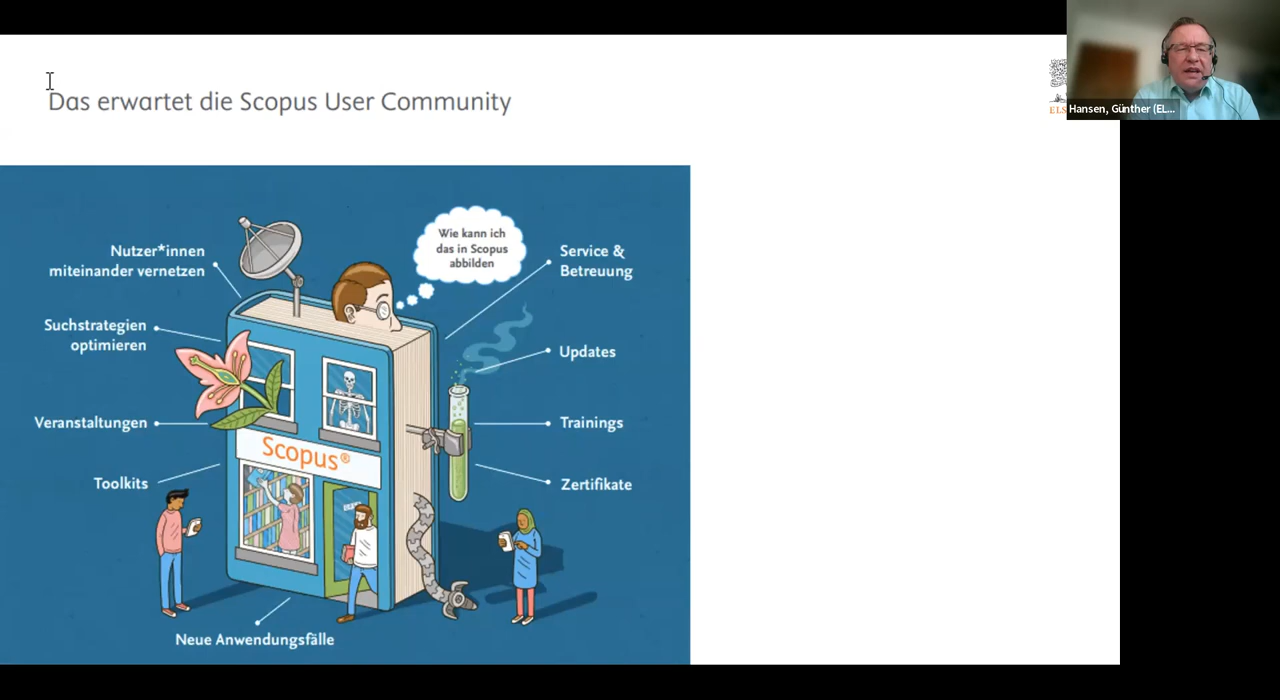 Das erwartet die Scopus User Community
ELS
Hansen, Günther (EL...
Nutzer*innen
miteinander vernetzen
Wie kann ich
das in Scopus
abbilden
Service &
Betreuung
Suchstrategien
optimieren
Updates
Veranstaltungen
Trainings
Scopus®
Toolkits
Zertifikate
Neue Anwendungsfälle